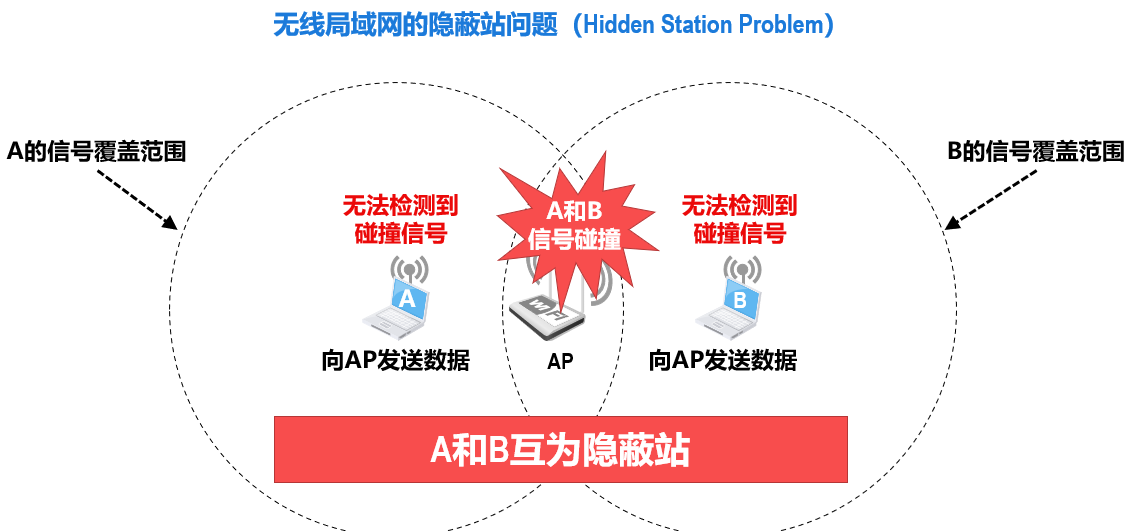 无线局域网的隐蔽站问题（Hidden Station Problem）
A的信号覆盖范围
B的信号覆盖范围
无法检测到
碰撞信号
A和B
信号碰撞
无法检测到
碰撞信号
A
WiFi
B
向AP发送数据
AP
向AP发送数据
A和B互为隐蔽站